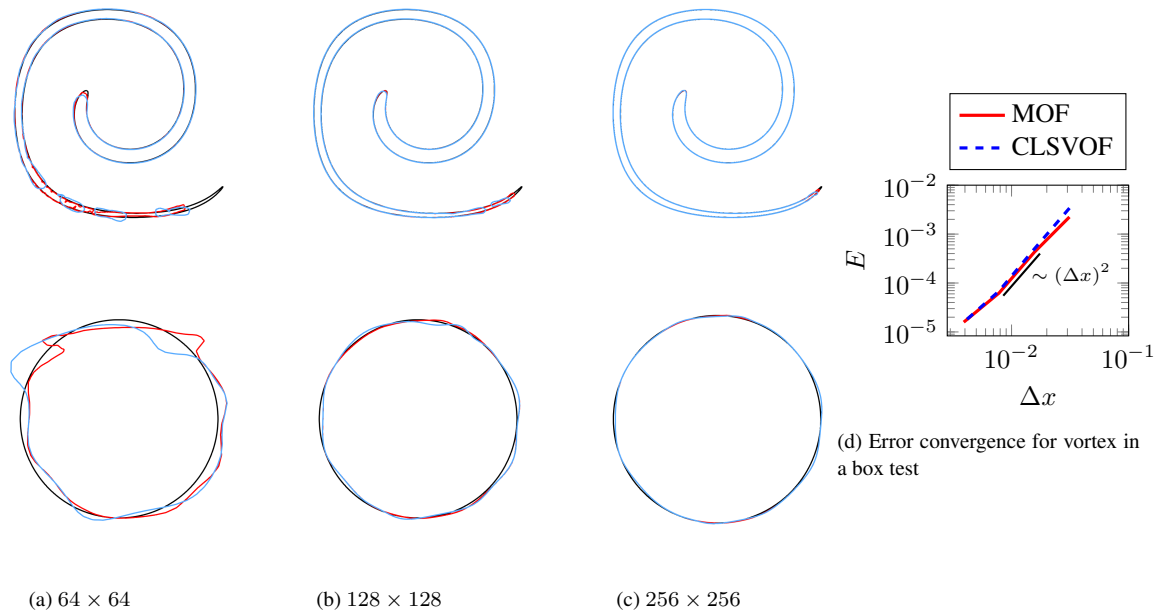 MOF
CLSVOF
10^{-2}
10^{-3}
10^{-4}
10^{-5}
E
∼ (Δx)^2
10^{-2}
10^{-1}
Δx
(d) Error convergence for vortex in
a box test
(a) 64 × 64
(b) 128 × 128
(c) 256 × 256